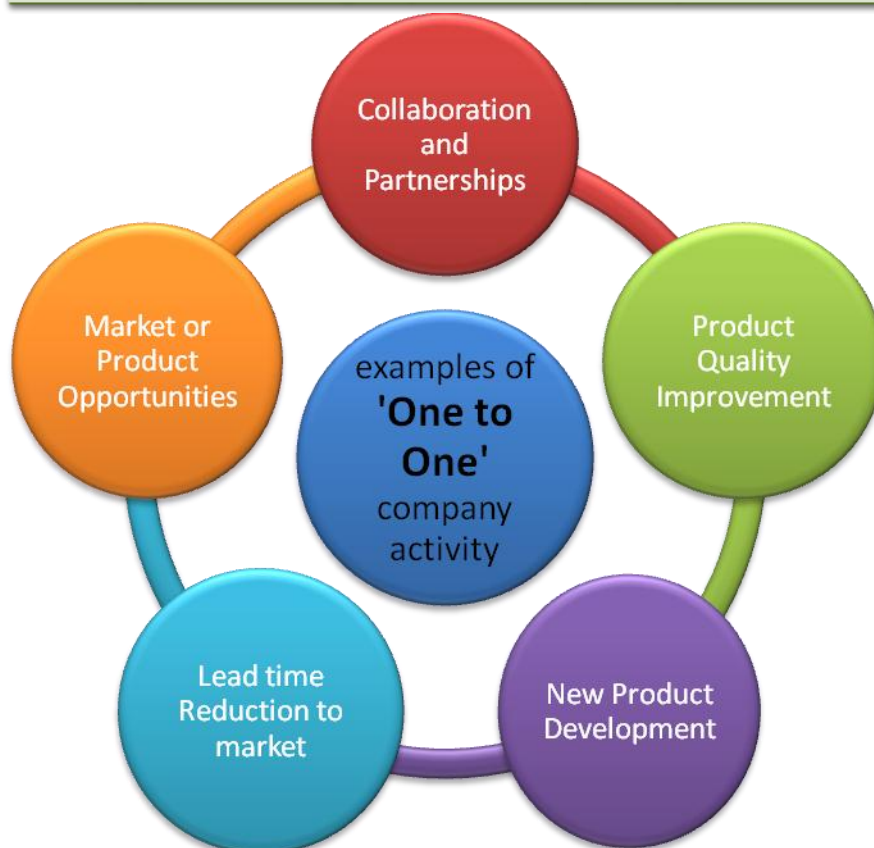 Collaboration
and
Partnerships
Market or
Product
Opportunities
Product
Quality
Improvement
examples of
'One to
One'
company
activity
Lead time
Reduction to
market
New Product
Development